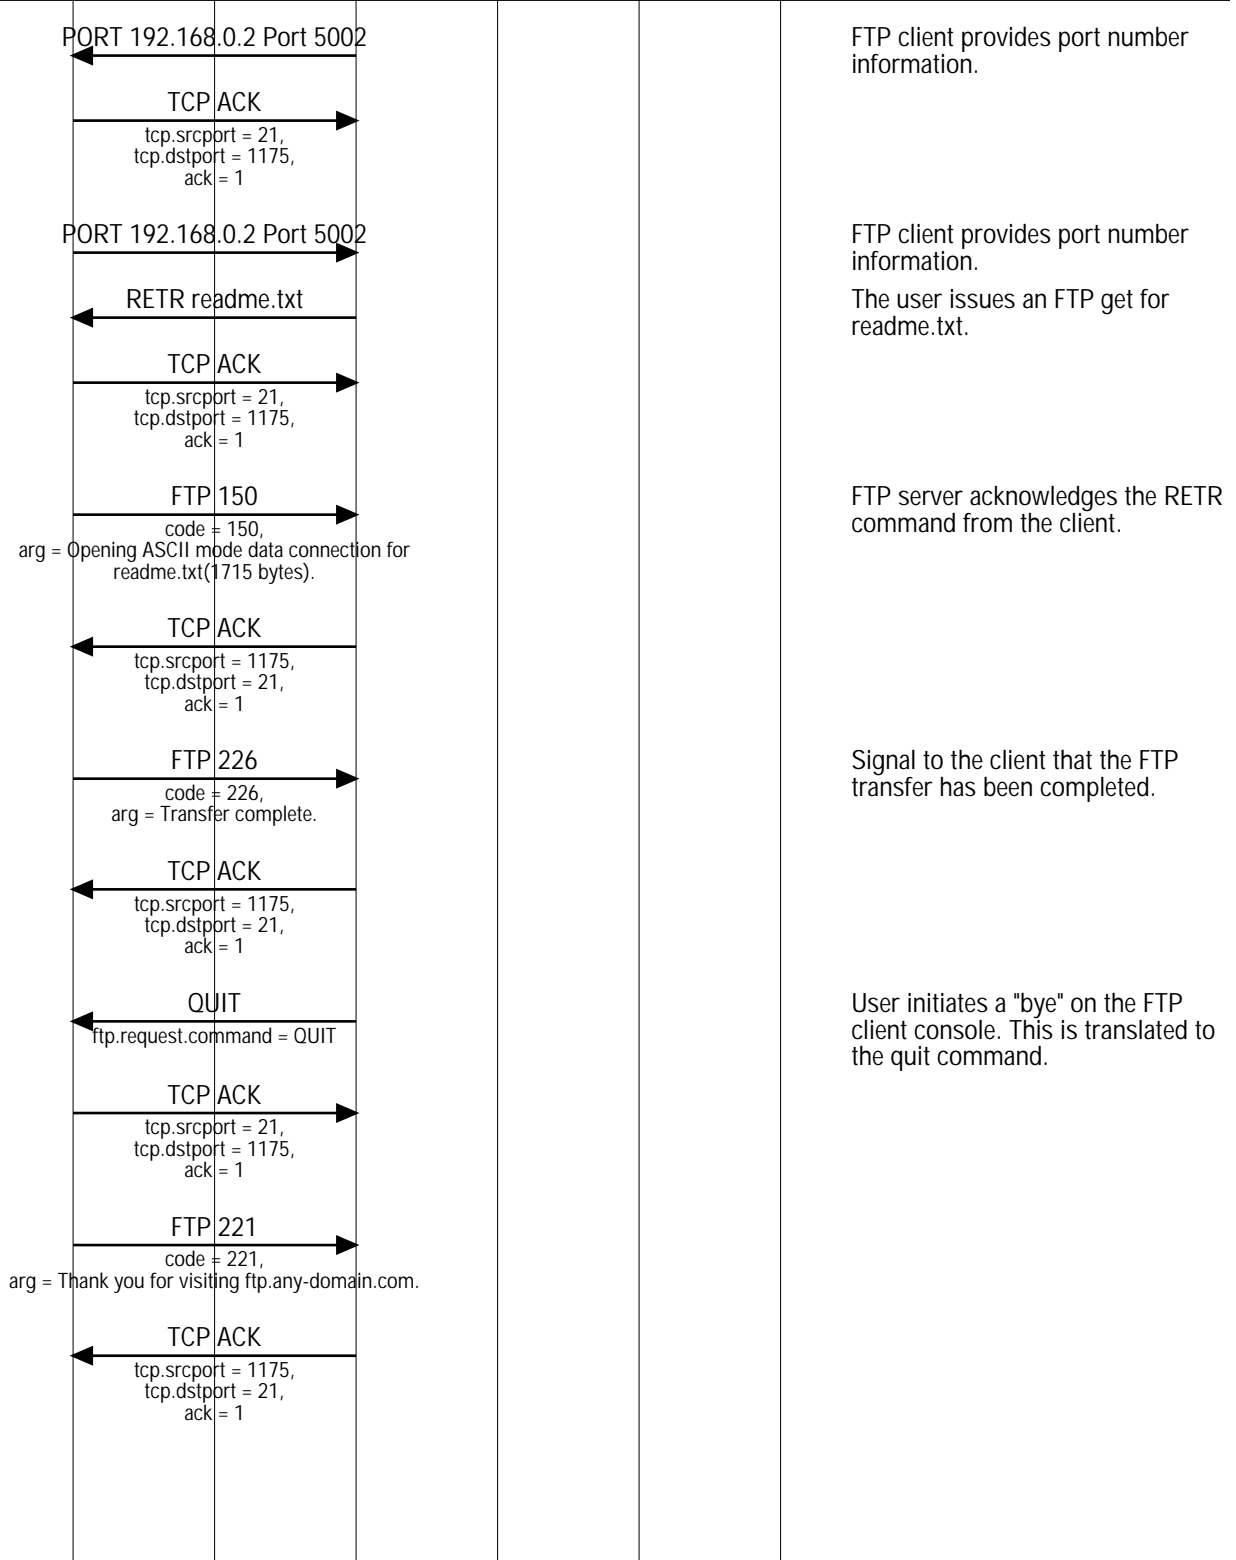 PORT 192.168.0.2 Port 5002
FTP client provides port number
information.
TCP ACK
tcp.srcport = 21,
tcp.dstport = 1175,
ack = 1
PORT 192.168.0.2 Port 5002
FTP client provides port number
information.
RETR readme.txt
The user issues an FTP get for
readme.txt.
TCP ACK
tcp.srcport = 21,
tcp.dstport = 1175,
ack = 1
FTP 150
code = 150,
arg = Opening ASCII mode data connection for
readme.txt(1715 bytes).
FTP server acknowledges the RETR
command from the client.
TCP ACK
tcp.srcport = 1175,
tcp.dstport = 21,
ack = 1
FTP 226
code = 226,
arg = Transfer complete.
Signal to the client that the FTP
transfer has been completed.
TCP ACK
tcp.srcport = 1175,
tcp.dstport = 21,
ack = 1
QUIT
ftp.request.command = QUIT
User initiates a "bye" on the FTP
client console. This is translated to
the quit command.
TCP ACK
tcp.srcport = 21,
tcp.dstport = 1175,
ack = 1
FTP 221
code = 221,
arg = Thank you for visiting ftp.any-domain.com.
TCP ACK
tcp.srcport = 1175,
tcp.dstport = 21,
ack = 1